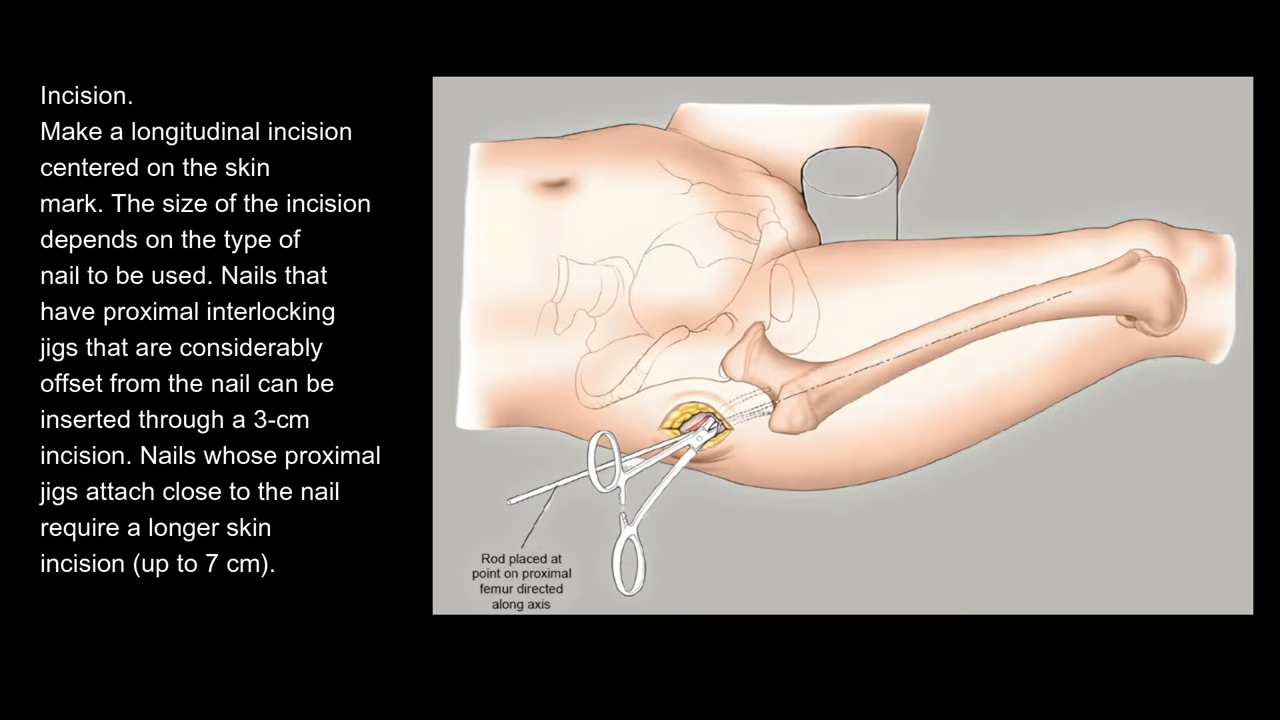 Incision.
Make a longitudinal incision
centered on the skin
mark. The size of the incision
depends on the type of
nail to be used. Nails that
have proximal interlocking
jigs that are considerably
offset from the nail can be
inserted through a 3-cm
incision. Nails whose proximal
jigs attach close to the nail
require a longer skin
incision (up to 7 cm).
Rod placed at
point on proximal
femur directed
along axis